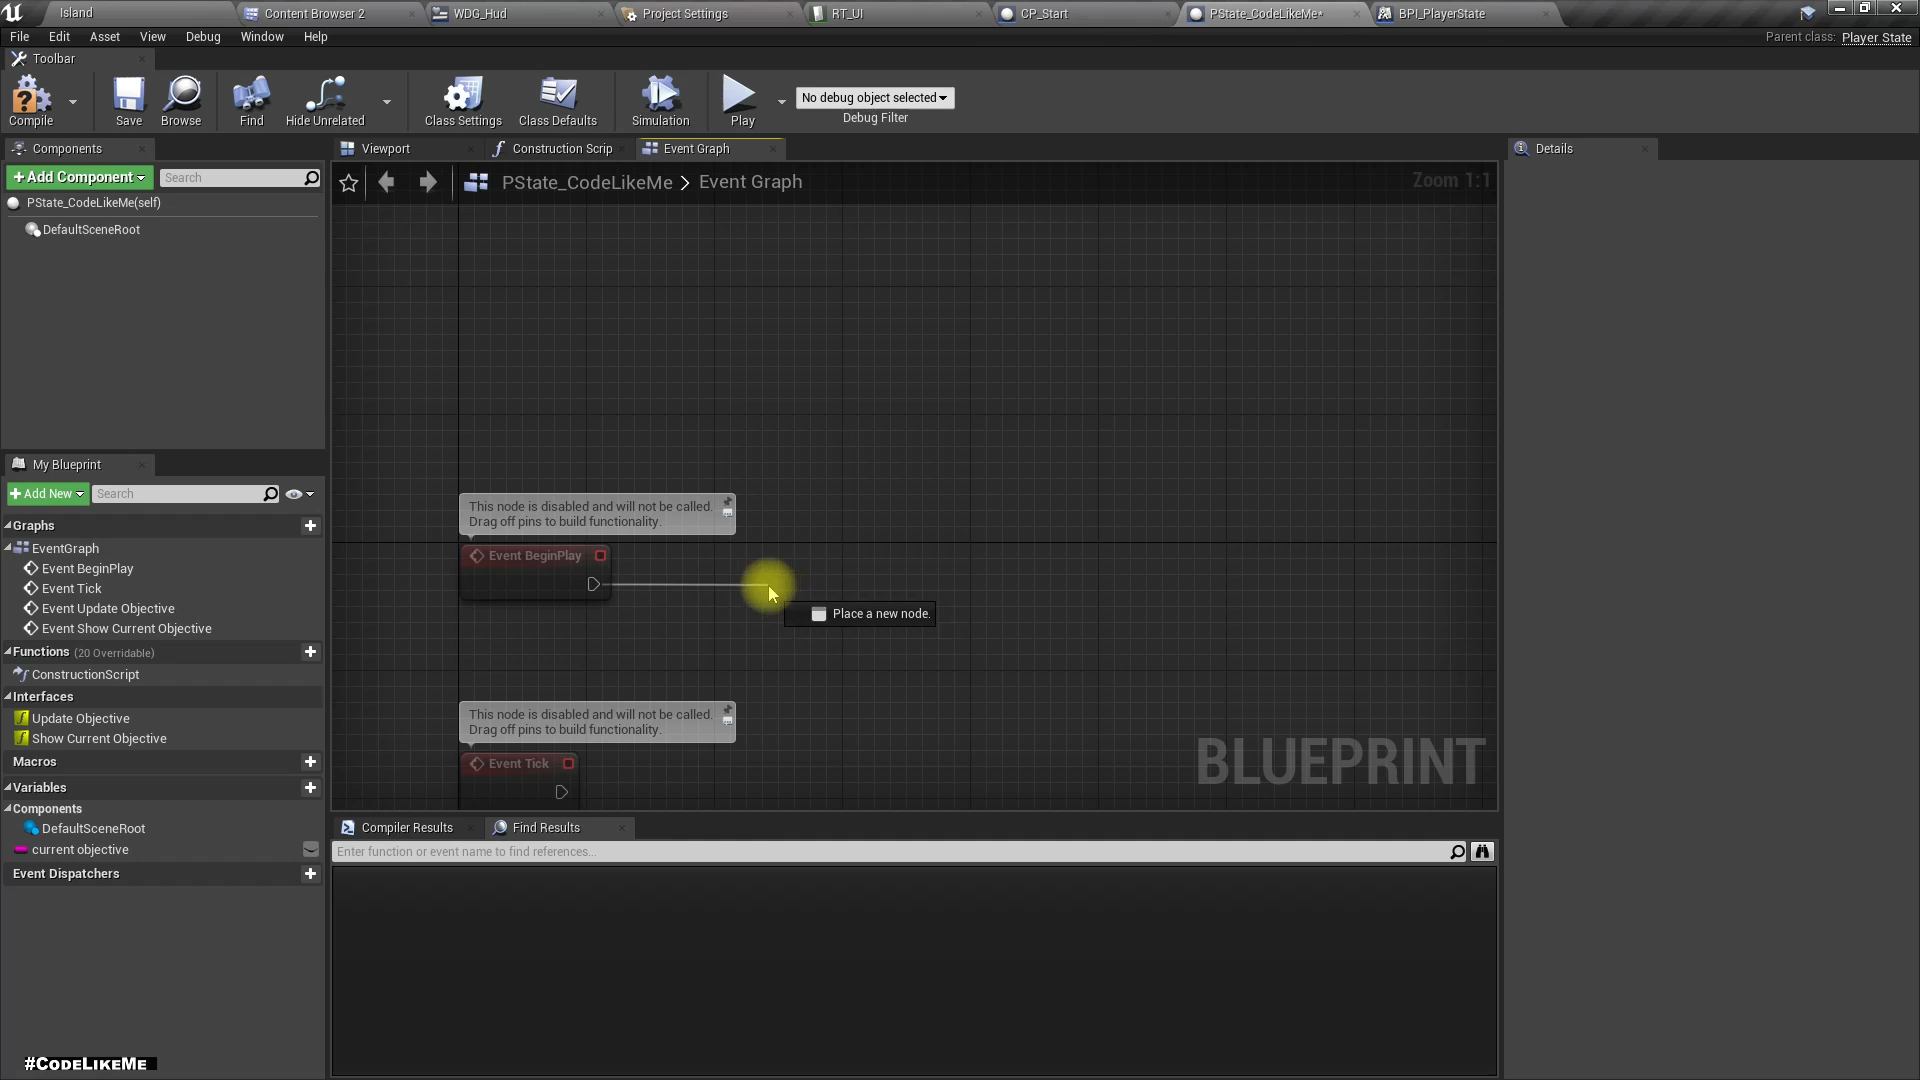 Island
Content Browser 2
WDG_Hud
Project Settings
RT_UI
CP_Start
PState_CodeLikeMe*
BPI_PlayerState
File
Edit
Asset
View
Debug
Window
Help
Parent class: Player State
Toolbar
Compile
Save
Browse
Find
Hide Unrelated
Class Settings
Class Defaults
Simulation
Play
No debug object selected
Debug Filter
Components
Viewport
Construction Scrip
Event Graph
Details
+Add Component
Search
PState_CodeLikeMe > Event Graph
Zoom 1:1
PState_CodeLikeMe(self)
DefaultSceneRoot
This node is disabled and will not be called.
Drag off pins to build functionality.
Event BeginPlay
Place a new node.
This node is disabled and will not be called.
Drag off pins to build functionality.
Event Tick
BLUEPRINT
My Blueprint
+Add New
Search
Graphs
EventGraph
Event BeginPlay
Event Tick
Event Update Objective
Event Show Current Objective
Functions (20 Overridable)
ConstructionScript
Interfaces
Update Objective
Show Current Objective
Macros
Variables
Components
DefaultSceneRoot
current objective
Event Dispatchers
Compiler Results
Find Results
Enter function or event name to find references...
#CodeLikeMe